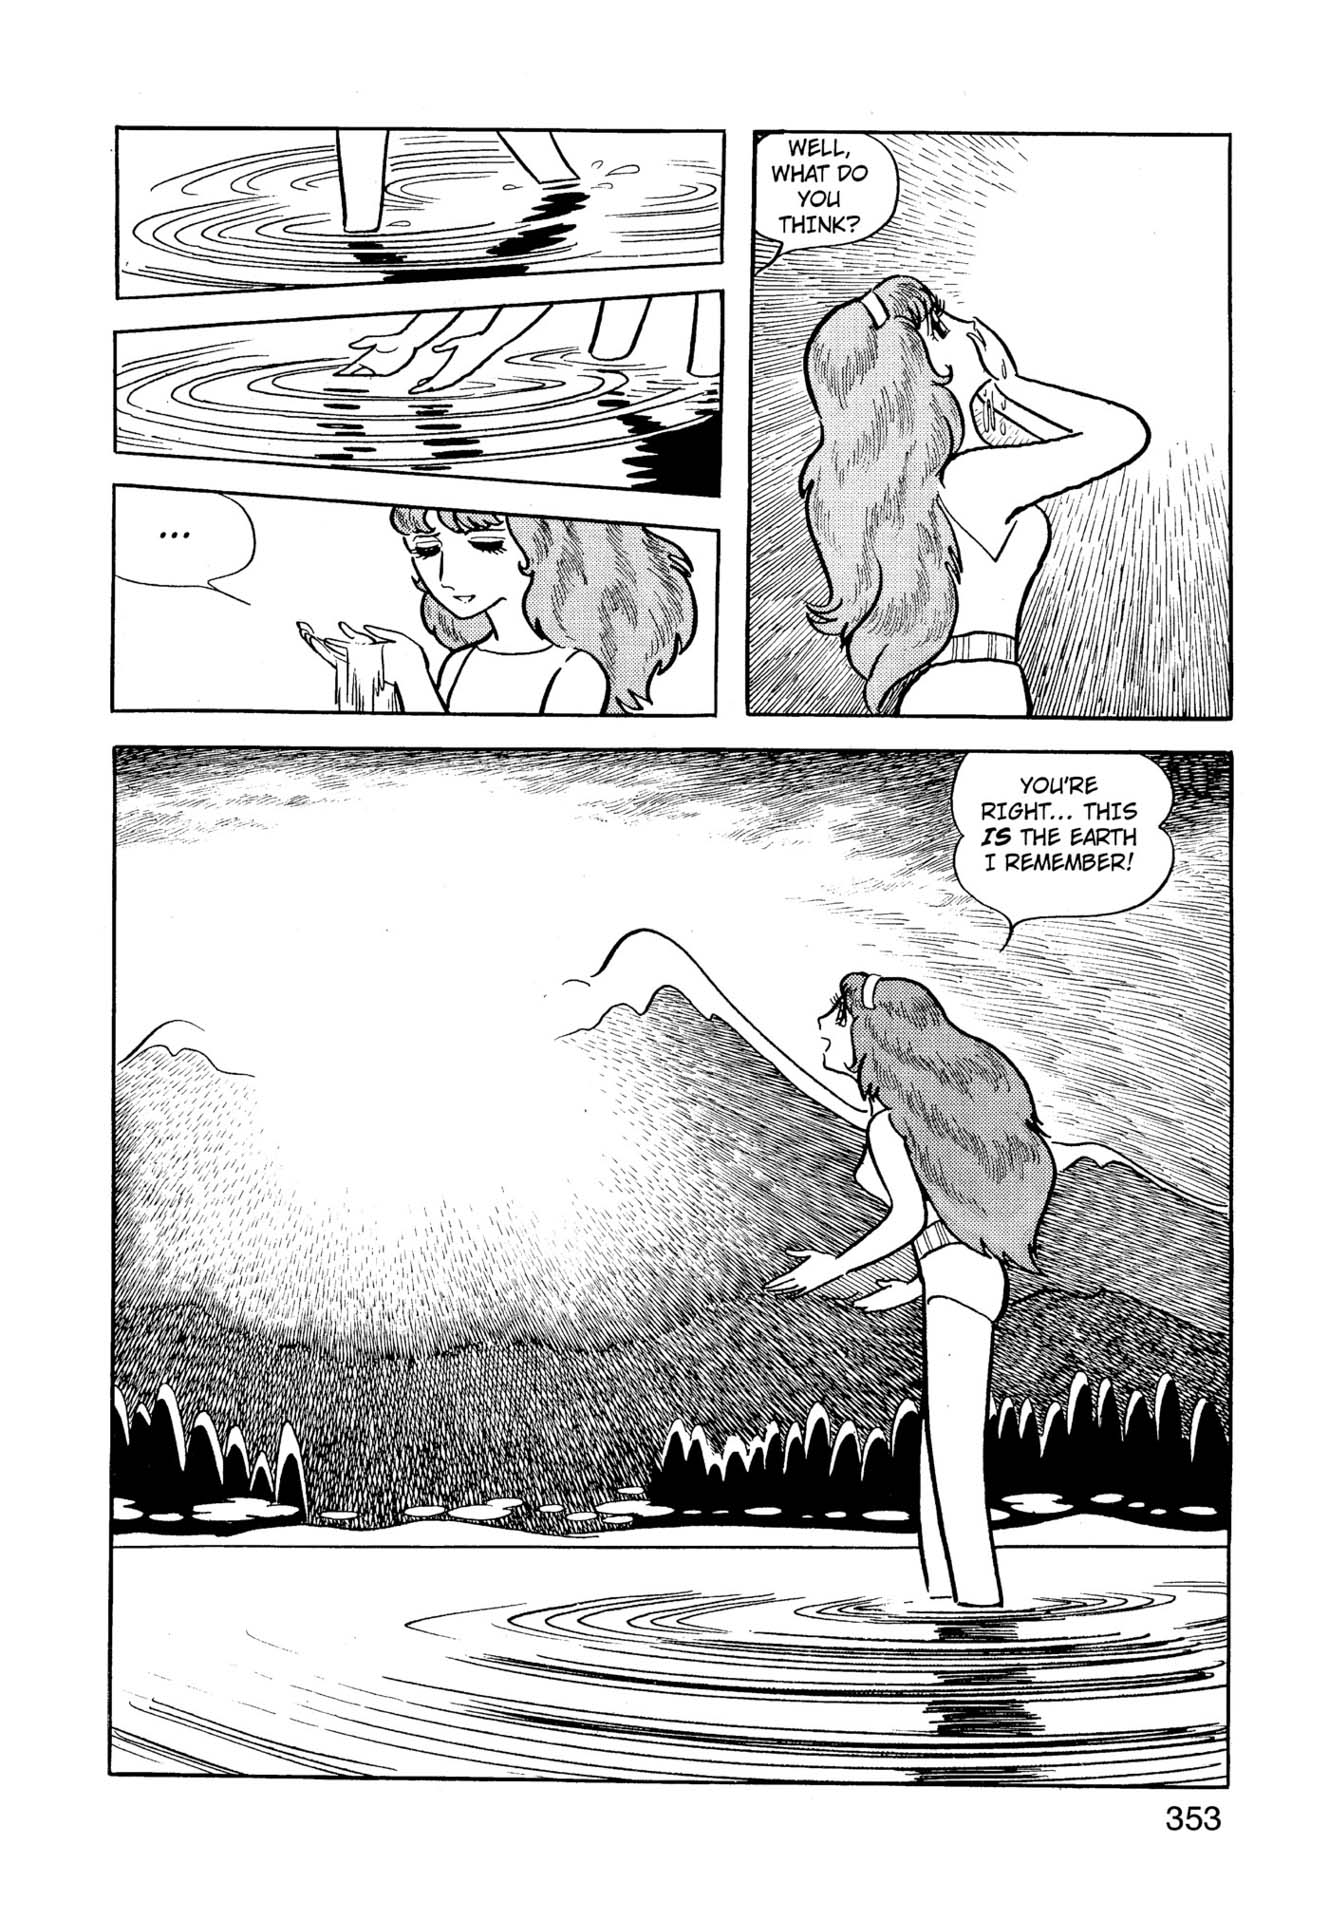 ...
WELL,
WHAT DO
YOU
THINK?
YOU'RE
RIGHT... THIS
IS THE EARTH
I REMEMBER!
353